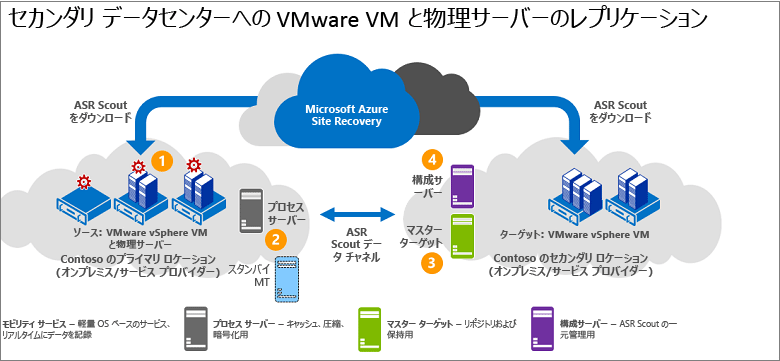 セカンダリ データセンターへの VMware VM と物理サーバーのレプリケーション
ASR Scout
をダウンロード
Microsoft Azure
Site Recovery
ASR Scout
をダウンロード
1
4
構成サー
バー
プロセス
サーバー
マスター
ターゲット
ソース: VMware vSphere VM
と物理サーバー
2
ASR
Scout デー
タ チャネル
ターゲット: VMware vSphere VM
Contoso のプライマリ ロケーション
(オンプレミス/サービス プロバイダー)
スタンバイ
MT
3
Contoso のセカンダリ ロケーション
(オンプレミス/サービス プロバイダー)
モビリティ サービス – 軽量 OS ベースのサービス、
リアルタイムにデータを記録
プロセス サーバー – キャッシュ、圧縮、
暗号化用
マスター ターゲット – リポジトリおよび
保持用
構成サーバー – ASR Scout の一
元管理用